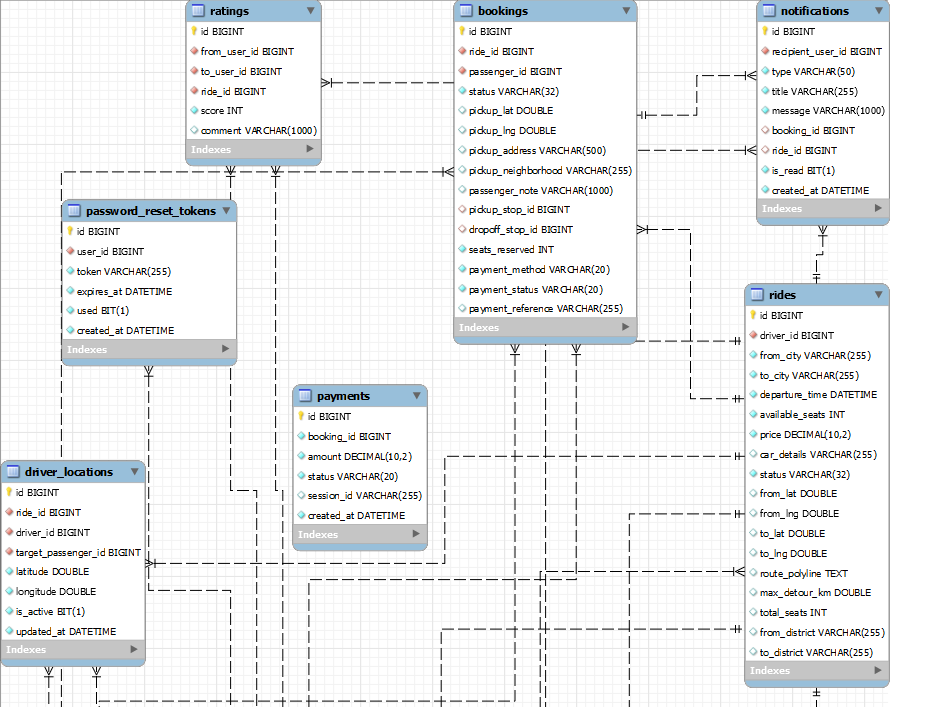 ratings
id BIGINT
from_user_id BIGINT
to_user_id BIGINT
ride_id BIGINT
score INT
comment VARCHAR(1000)
Indexes
bookings
id BIGINT
ride_id BIGINT
passenger_id BIGINT
status VARCHAR(32)
pickup_lat DOUBLE
pickup_lng DOUBLE
pickup_address VARCHAR(500)
pickup_neighborhood VARCHAR(255)
passenger_note VARCHAR(1000)
pickup_stop_id BIGINT
dropoff_stop_id BIGINT
seats_reserved INT
payment_method VARCHAR(20)
payment_status VARCHAR(20)
payment_reference VARCHAR(255)
Indexes
notifications
id BIGINT
recipient_user_id BIGINT
type VARCHAR(50)
title VARCHAR(255)
message VARCHAR(1000)
booking_id BIGINT
ride_id BIGINT
is_read BIT(1)
created_at DATETIME
Indexes
password_reset_tokens
id BIGINT
user_id BIGINT
token VARCHAR(255)
expires_at DATETIME
used BIT(1)
created_at DATETIME
Indexes
payments
id BIGINT
booking_id BIGINT
amount DECIMAL(10,2)
status VARCHAR(20)
session_id VARCHAR(255)
created_at DATETIME
Indexes
rides
id BIGINT
driver_id BIGINT
from_city VARCHAR(255)
to_city VARCHAR(255)
departure_time DATETIME
available_seats INT
price DECIMAL(10,2)
car_details VARCHAR(255)
status VARCHAR(32)
from_lat DOUBLE
from_lng DOUBLE
to_lat DOUBLE
to_lng DOUBLE
route_polyline TEXT
max_detour_km DOUBLE
total_seats INT
from_district VARCHAR(255)
to_district VARCHAR(255)
Indexes
driver_locations
id BIGINT
ride_id BIGINT
driver_id BIGINT
target_passenger_id BIGINT
latitude DOUBLE
longitude DOUBLE
is_active BIT(1)
updated_at DATETIME
Indexes